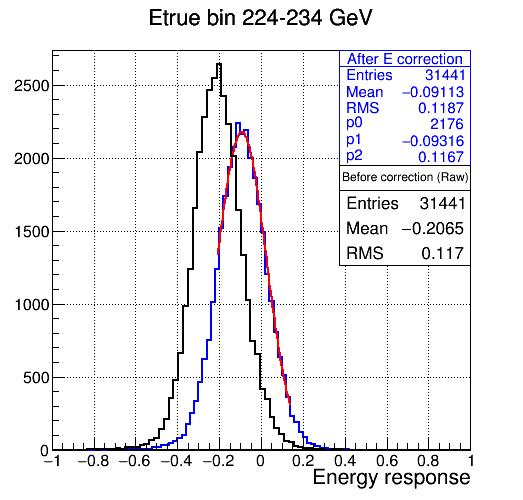 Etrue bin 224-234 GeV
After E correction
Entries 31441
Mean −0.09113
RMS 0.1187
p0 2176
p1 −0.09316
p2 0.1167
Before correction (Raw)
Entries 31441
Mean −0.2065
RMS 0.117
2500
2000
1500
1000
500
0
−1 −0.8 −0.6 −0.4 −0.2 0 0.2 0.4 0.6 0.8 1
Energy response